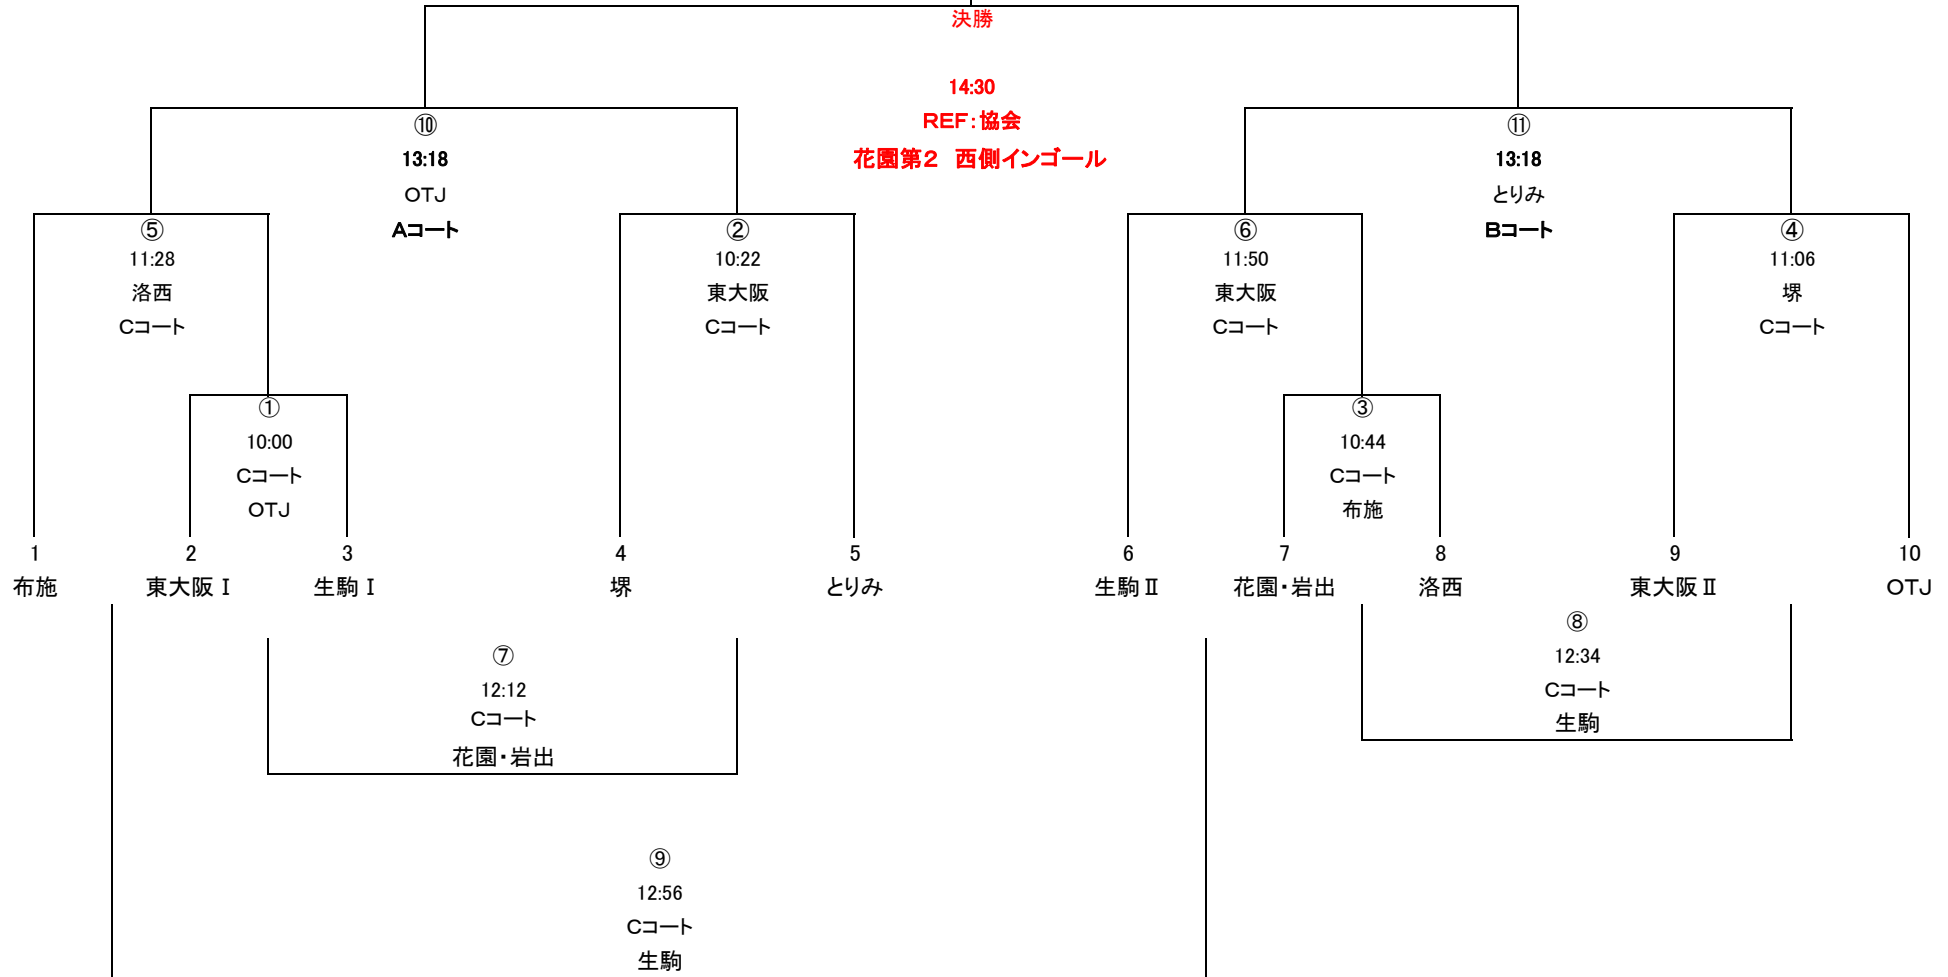 決勝
14:30
REF:協会
花園第2 西側インゴール
⑩
13:18
OTJ
Aコート
⑪
13:18
とりみ
Bコート
⑤
11:28
洛西
Cコート
②
10:22
東大阪
Cコート
⑥
11:50
東大阪
Cコート
④
11:06
堺
Cコート
①
10:00
Cコート
OTJ
③
10:44
Cコート
布施
1 2 3 4 5 6 7 8 9 10
布施 東大阪Ⅰ 生駒Ⅰ 堺 とりみ 生駒Ⅱ 花園・岩出 洛西 東大阪Ⅱ OTJ
⑦
12:12
Cコート
花園・岩出
⑧
12:34
Cコート
生駒
⑨
12:56
Cコート
生駒